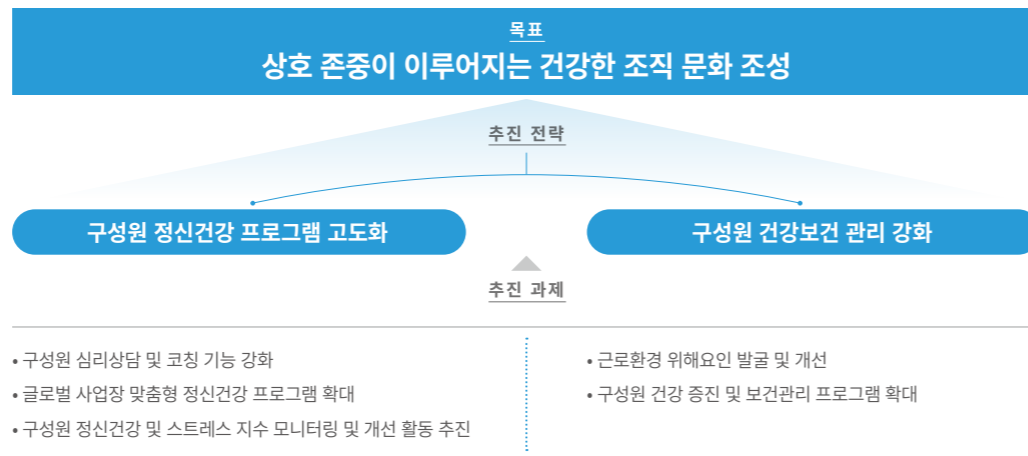 목표
상호 존중이 이루어지는 건강한 조직 문화 조성
추진 전략
구성원 정신건강 프로그램 고도화
구성원 건강보건 관리 강화
추진 과제
• 구성원 심리상담 및 코칭 기능 강화
• 글로벌 사업장 맞춤형 정신건강 프로그램 확대
• 구성원 정신건강 및 스트레스 지수 모니터링 및 개선 활동 추진
• 근로환경 위해요인 발굴 및 개선
• 구성원 건강 증진 및 보건관리 프로그램 확대